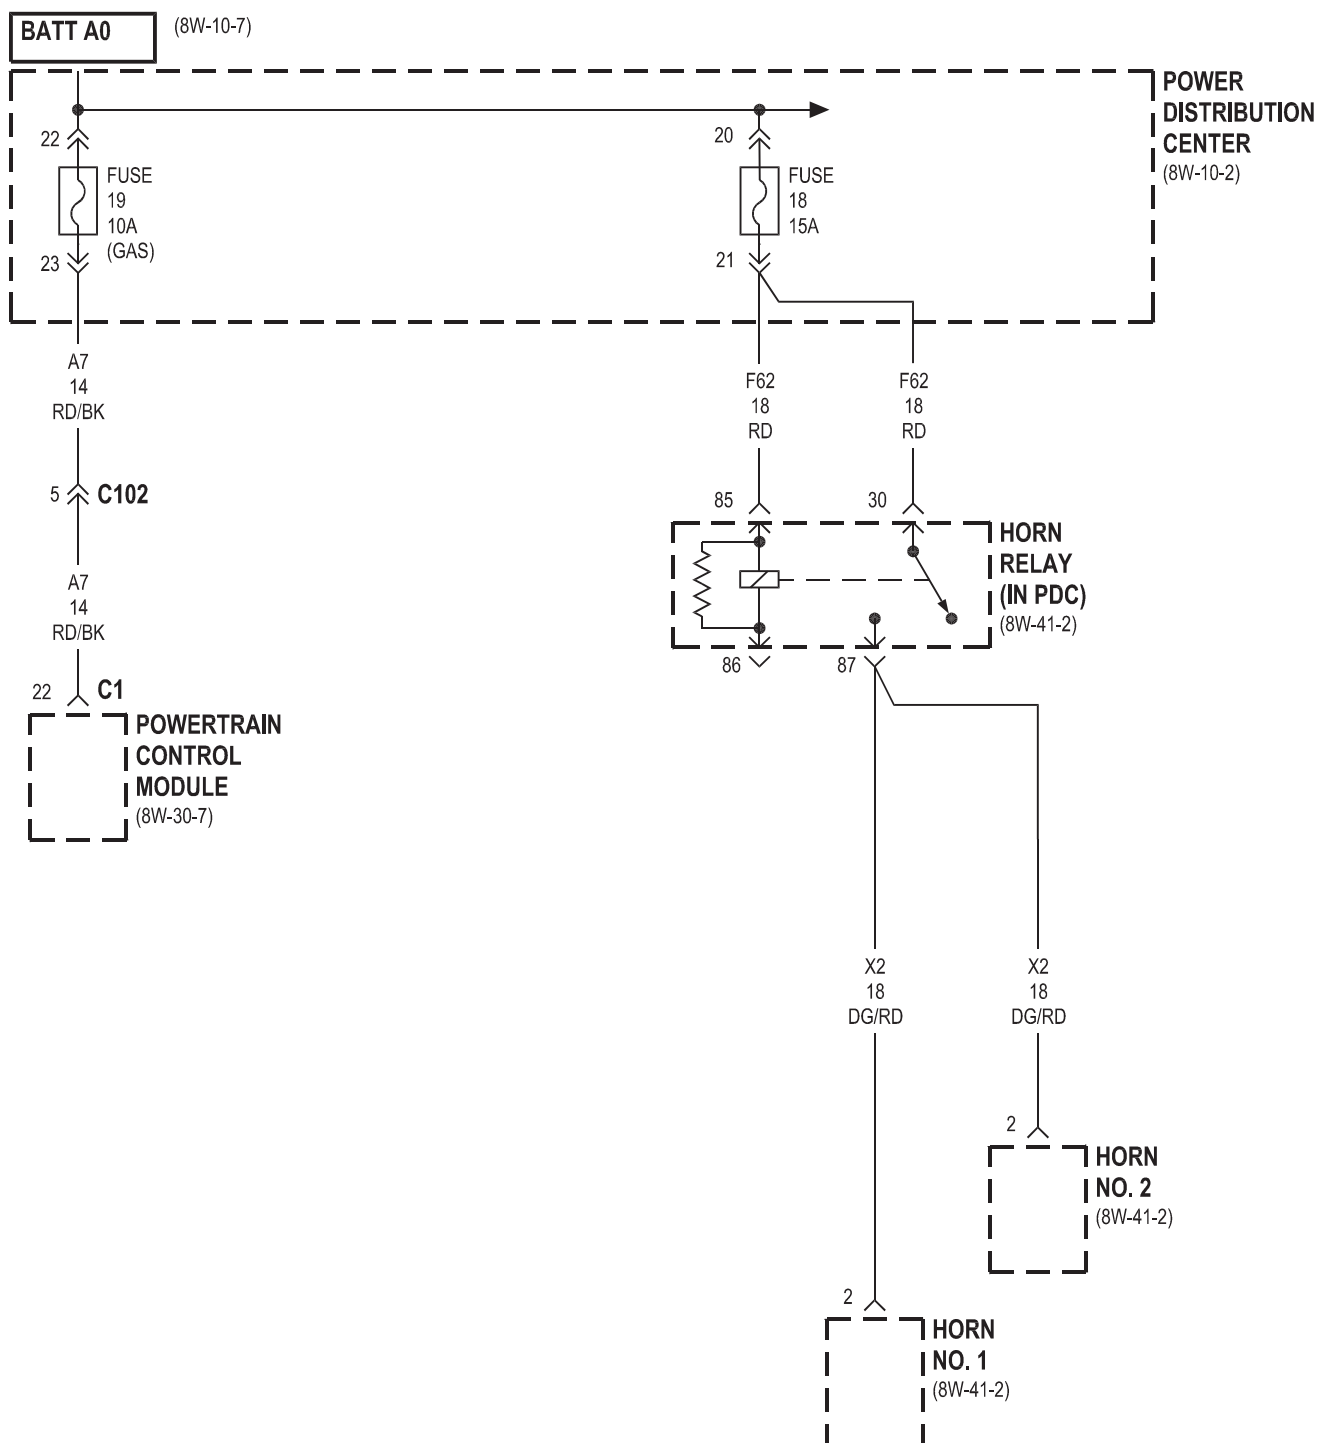 BATT A0
(8W-10-7)
POWER
DISTRIBUTION
CENTER
(8W-10-2)
22
FUSE
19
10A
(GAS)
23
20
FUSE
18
15A
21
A7
14
RD/BK
F62
18
RD
F62
18
RD
5
C102
85
30
HORN
RELAY
(IN PDC)
(8W-41-2)
A7
14
RD/BK
86
87
22
C1
POWERTRAIN
CONTROL
MODULE
(8W-30-7)
X2
18
DG/RD
X2
18
DG/RD
2
HORN
NO. 2
(8W-41-2)
2
HORN
NO. 1
(8W-41-2)